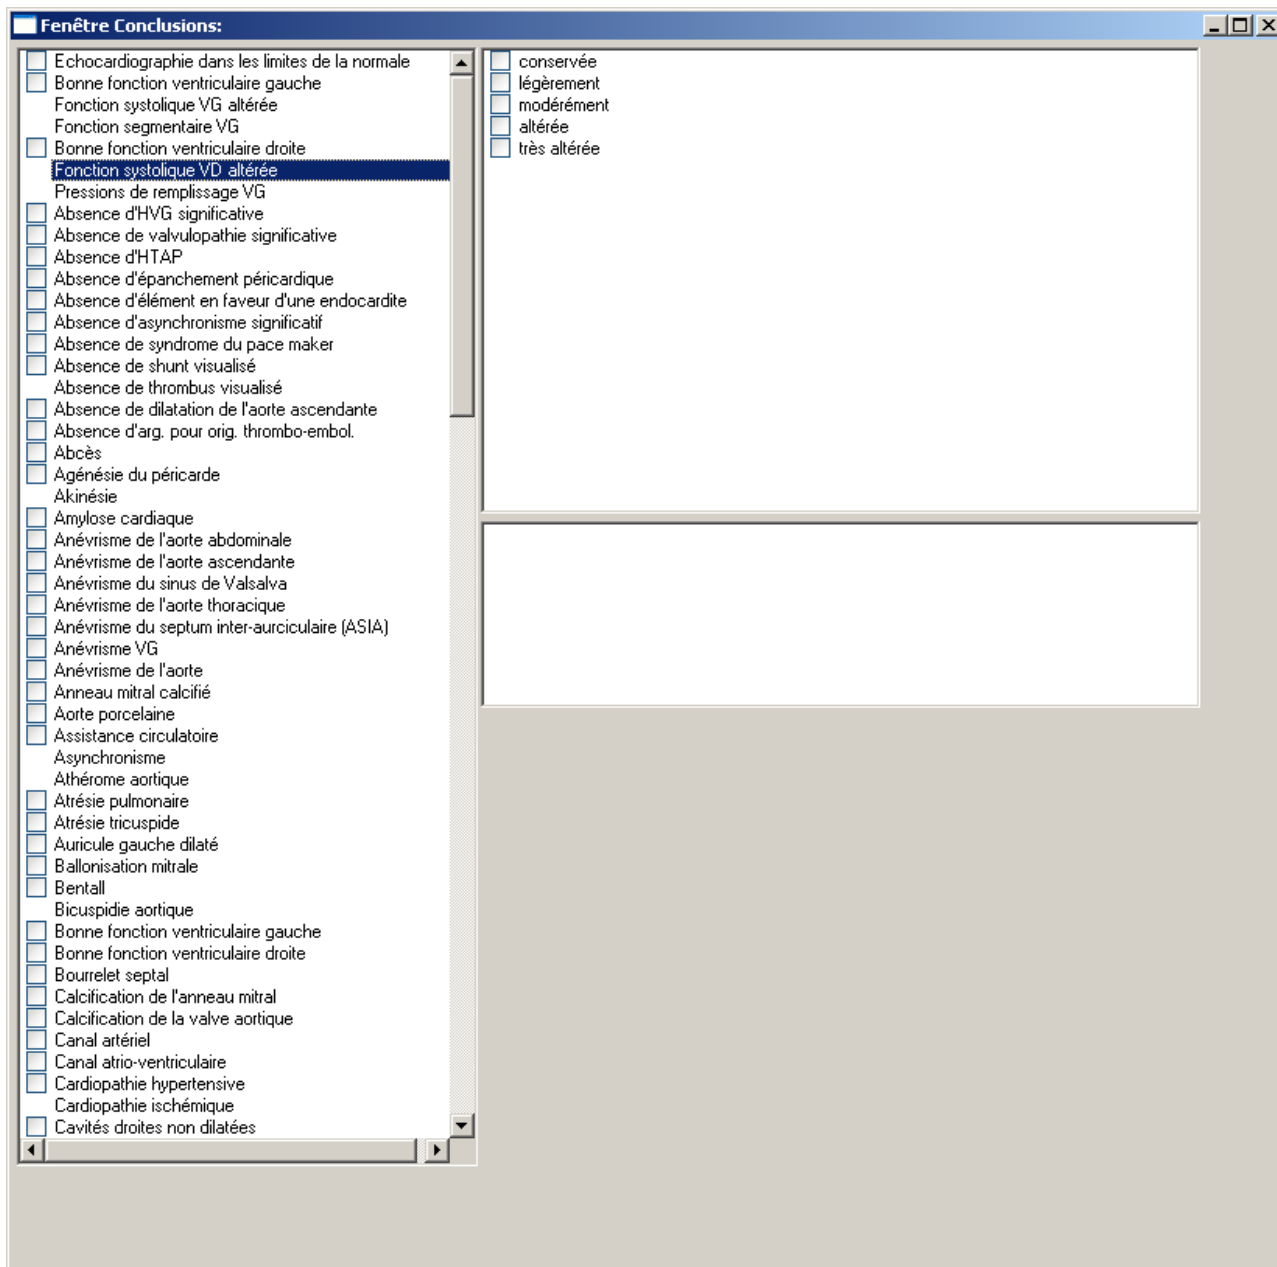 Fenêtre Conclusions:
Echocardiographie dans les limites de la normale
Bonne fonction ventriculaire gauche
Fonction systolique VG altérée
Fonction segmentaire VG
Bonne fonction ventriculaire droite
Fonction systolique VD altérée
Pressions de remplissage VG
Absence d'HVG significative
Absence de valvulopathie significative
Absence d'HTAP
Absence d'épanchement péricardique
Absence d'élément en faveur d'une endocardite
Absence d'asynchronisme significatif
Absence de syndrome du pace maker
Absence de shunt visualisé
Absence de thrombus visualisé
Absence de dilatation de l'aorte ascendante
Absence d'arg. pour orig. thrombo-embol.
Abcès
Agénésie du péricarde
Akinésie
Amylose cardiaque
Anévrisme de l'aorte abdominale
Anévrisme de l'aorte ascendante
Anévrisme du sinus de Valsalva
Anévrisme de l'aorte thoracique
Anévrisme du septum inter-aurciculaire (ASIA)
Anévrisme VG
Anévrisme de l'aorte
Anneau mitral calcifié
Aorte porcelaine
Assistance circulatoire
Asynchronisme
Athérome aortique
Atrésie pulmonaire
Atrésie tricuspide
Auricule gauche dilaté
Ballonisation mitrale
Bentall
Bicuspidie aortique
Bonne fonction ventriculaire gauche
Bonne fonction ventriculaire droite
Bourrelet septal
Calcification de l'anneau mitral
Calcification de la valve aortique
Canal artériel
Canal atrio-ventriculaire
Cardiopathie hypertensive
Cardiopathie ischémique
Cavités droites non dilatées
conservée
légèrement
modérément
altérée
très altérée